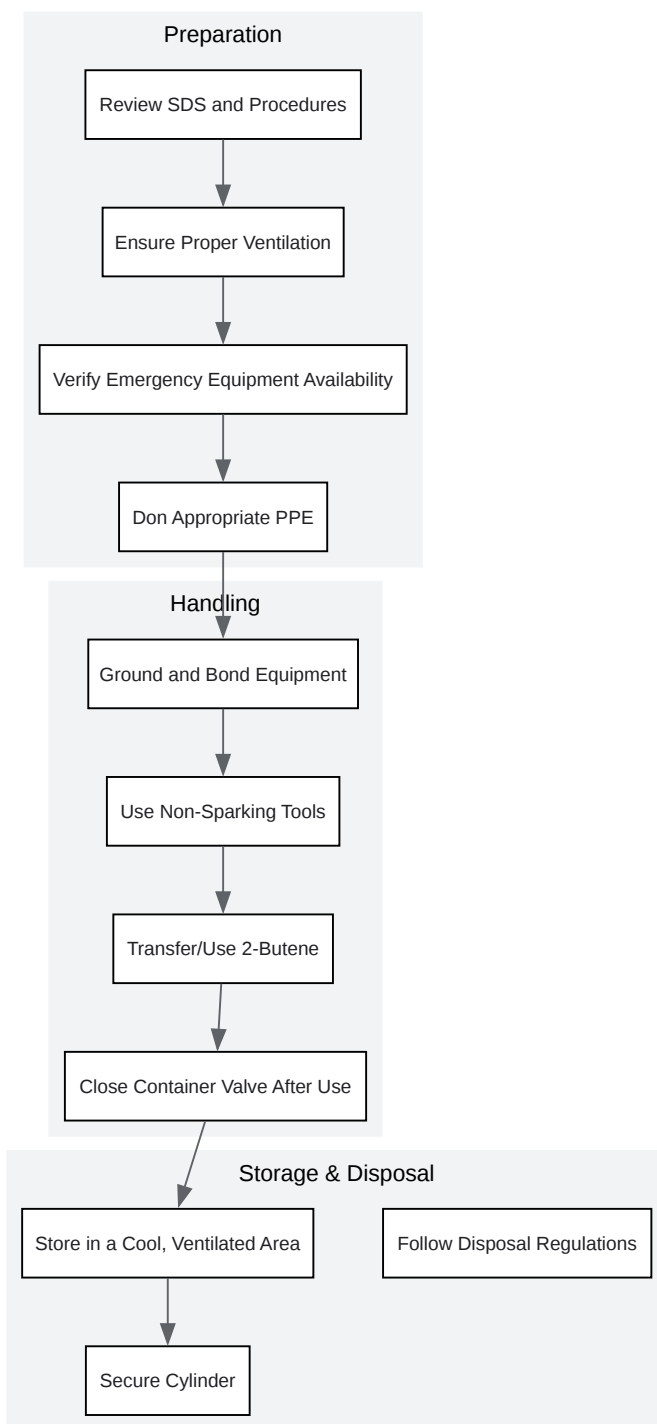 Preparation
Review SDS and Procedures
Ensure Proper Ventilation
Verify Emergency Equipment Availability
Don Appropriate PPE
Handling
Ground and Bond Equipment
Use Non-Sparking Tools
Transfer/Use 2-Butene
Close Container Valve After Use
Storage & Disposal
Store in a Cool, Ventilated Area
Follow Disposal Regulations
Secure Cylinder